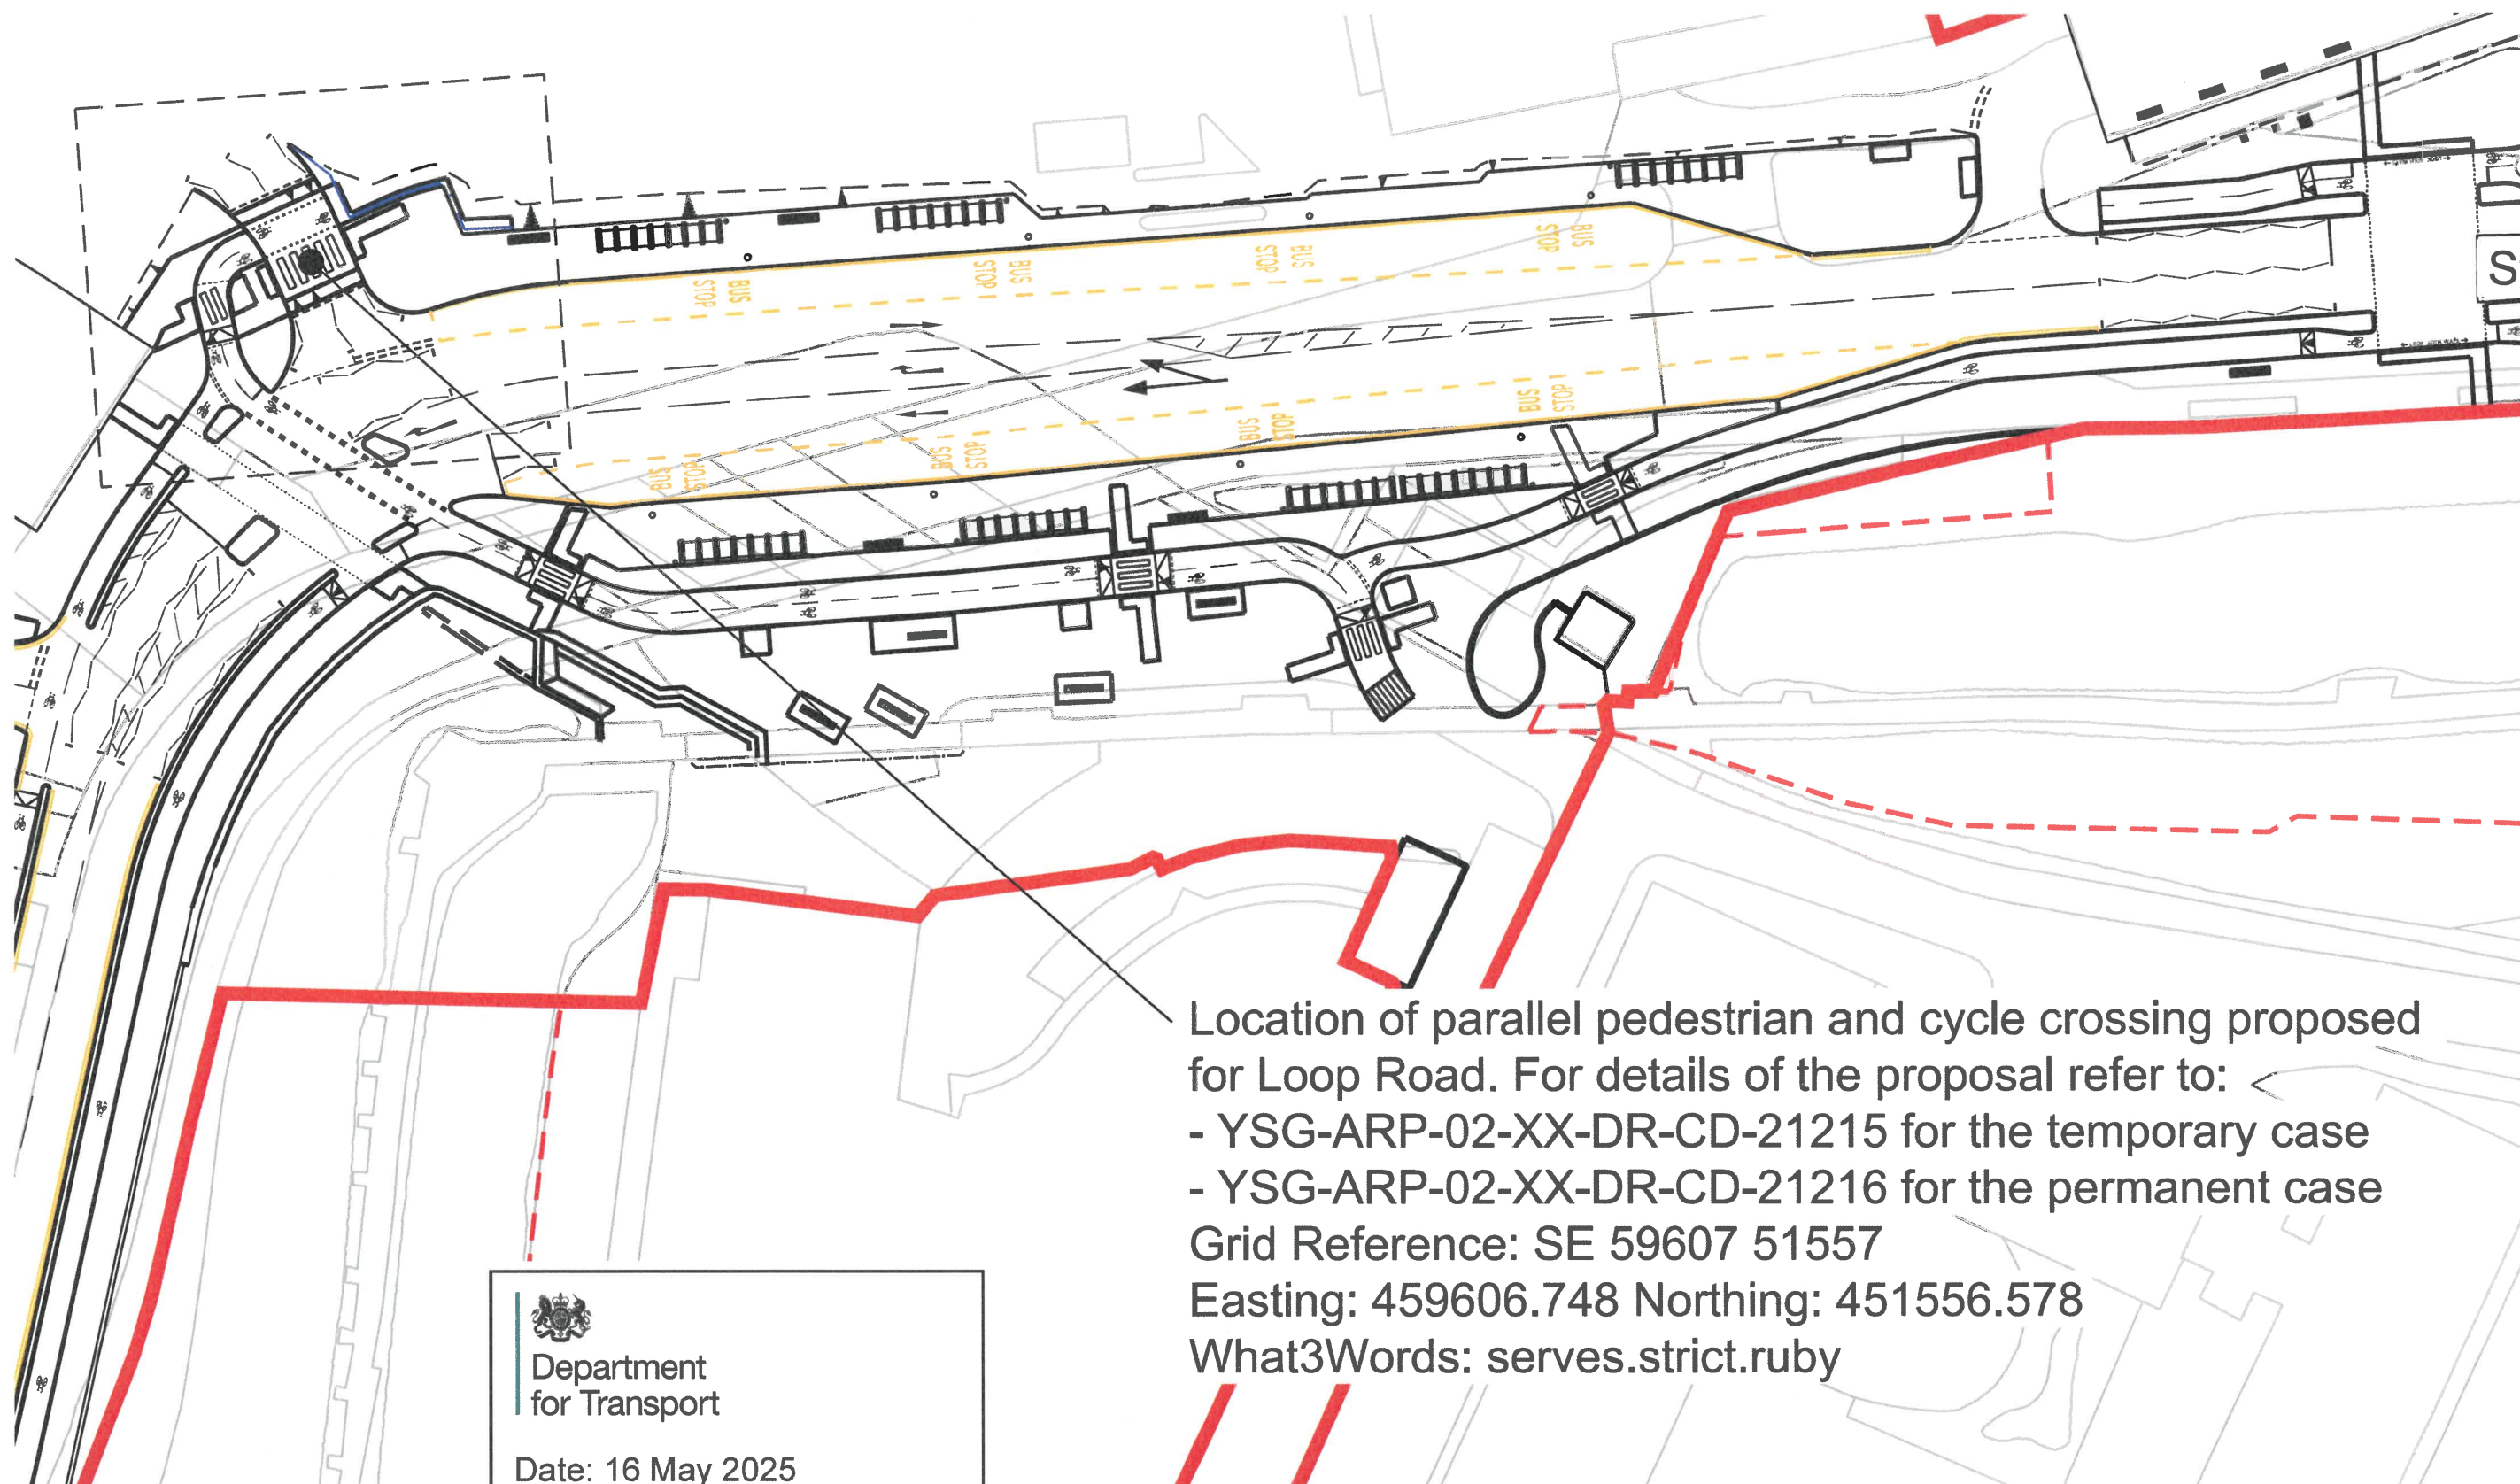 BUS
STOP
BUS
STOP
BUS
STOP
BUS
STOP
S
BUS
STOP
BUS
STOP
BUS
STOP
BUS
STOP
Location of parallel pedestrian and cycle crossing proposed
for Loop Road. For details of the proposal refer to:
- YSG-ARP-02-XX-DR-CD-21215 for the temporary case
- YSG-ARP-02-XX-DR-CD-21216 for the permanent case
Grid Reference: SE 59607 51557
Easting: 459606.748 Northing: 451556.578
What3Words: serves.strict.ruby
Department
for Transport
Date: 16 May 2025